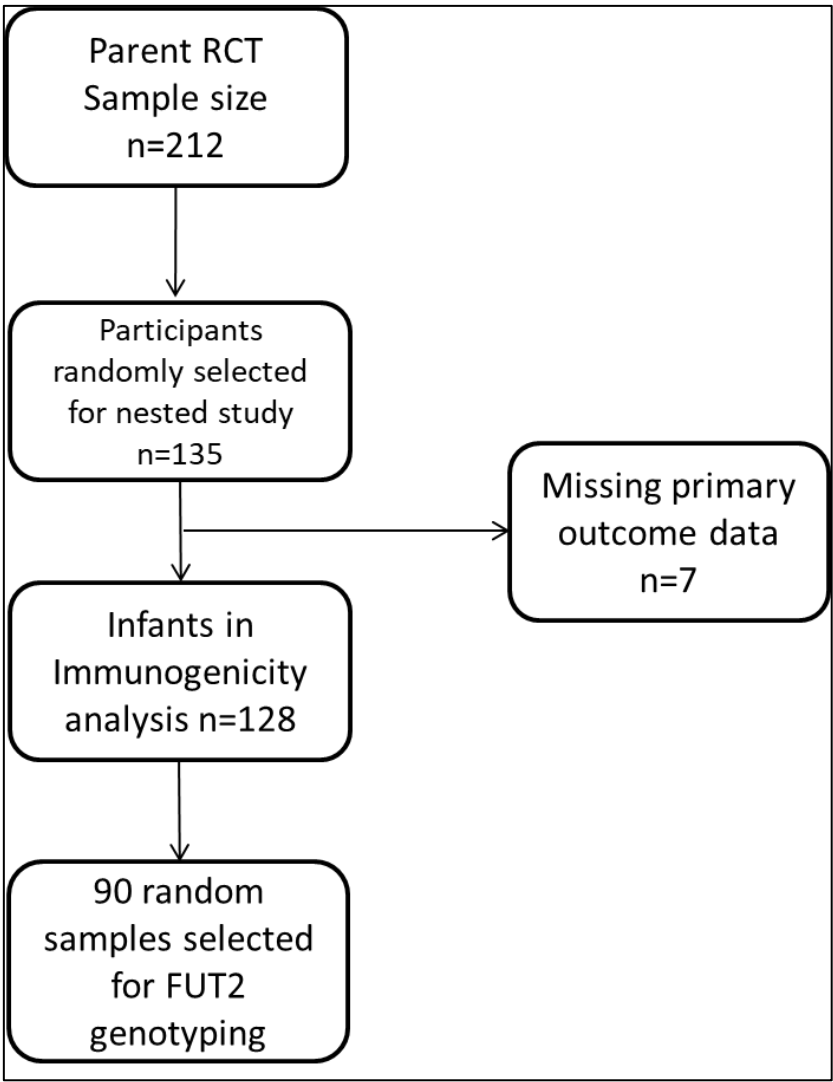 Parent RCT
Sample size
n=212
Participants
randomly selected
for nested study
n=135
Missing primary
outcome data
n=7
Infants in
Immunogenicity
analysis n=128
90 random
samples selected
for FUT2
genotyping